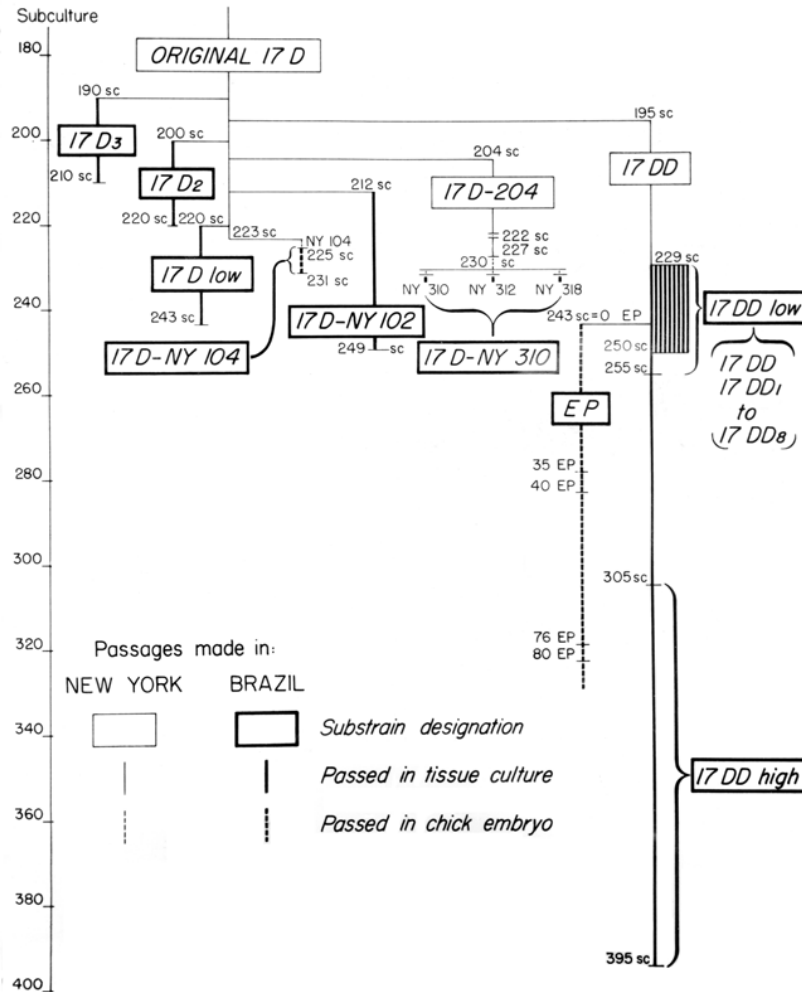 Subculture
180
200
220
240
260
280
300
320
340
360
380
400
ORIGINAL 17 D
190 sc
17 D3
210 sc
200 sc
17 D2
220 sc
220 sc
17 D low
243 sc
223 sc
NY 104
225 sc
231 sc
17 D-NY 104
212 sc
17 D-NY 102
249 sc
204 sc
17 D-204
222 sc
227 sc
230 sc
NY 310
NY 312
NY 318
17 D-NY 310
195 sc
17 DD
229 sc
243 sc=0 EP
250 sc
255 sc
17 DD low
17 DD
17 DD1
to
17 DD8
EP
35 EP
40 EP
76 EP
80 EP
305 sc
17 DD high
395 sc
Passages made in:
NEW YORK BRAZIL
Substrain designation
Passed in tissue culture
Passed in chick embryo